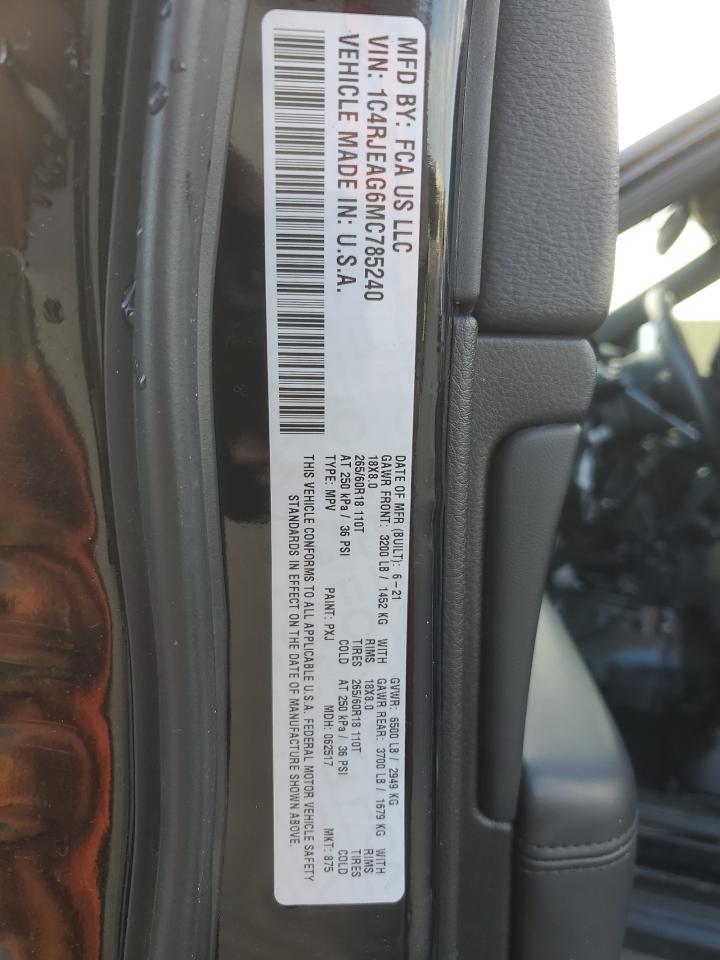 MFD BY: FCA US LLC
VIN: 1C4RJEAG6MC785240
VEHICLE MADE IN: U.S.A.
DATE OF MFR (BUILT): 6-21 GVWR: 6500 LB / 2949 KG
GAWR FRONT: 3200 LB / 1452 KG WITH GAWR REAR: 3700 LB / 1679 KG WITH
18X8.0 RIMS 18X8.0 RIMS
265/60R18 110T TIRES 265/60R18 110T TIRES
AT 250 kPa / 36 PSI COLD AT 250 kPa / 36 PSI COLD
TYPE: MPV PAINT: PXJ MDH: 062517 MKT: 875
THIS VEHICLE CONFORMS TO ALL APPLICABLE U.S.A. FEDERAL MOTOR VEHICLE SAFETY
STANDARDS IN EFFECT ON THE DATE OF MANUFACTURE SHOWN ABOVE.